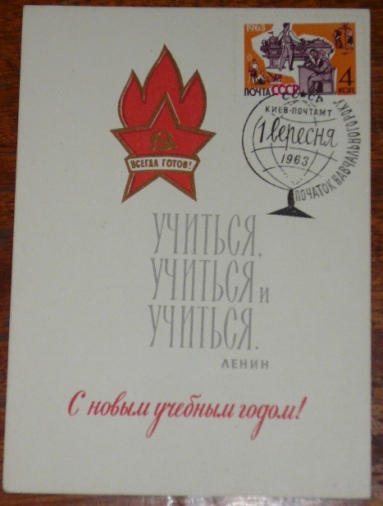 1963
ПОЧТА СССР
4
КОП.
СССР
КИЕВ-ПОЧТАМТ
1 вересня
1963
ПОЧАТОК НАВЧАЛЬНОГО РОКУ
ВСЕГДА ГОТОВ!
УЧИТЬСЯ,
УЧИТЬСЯ и
УЧИТЬСЯ.
ЛЕНИН
С новым учебным годом!